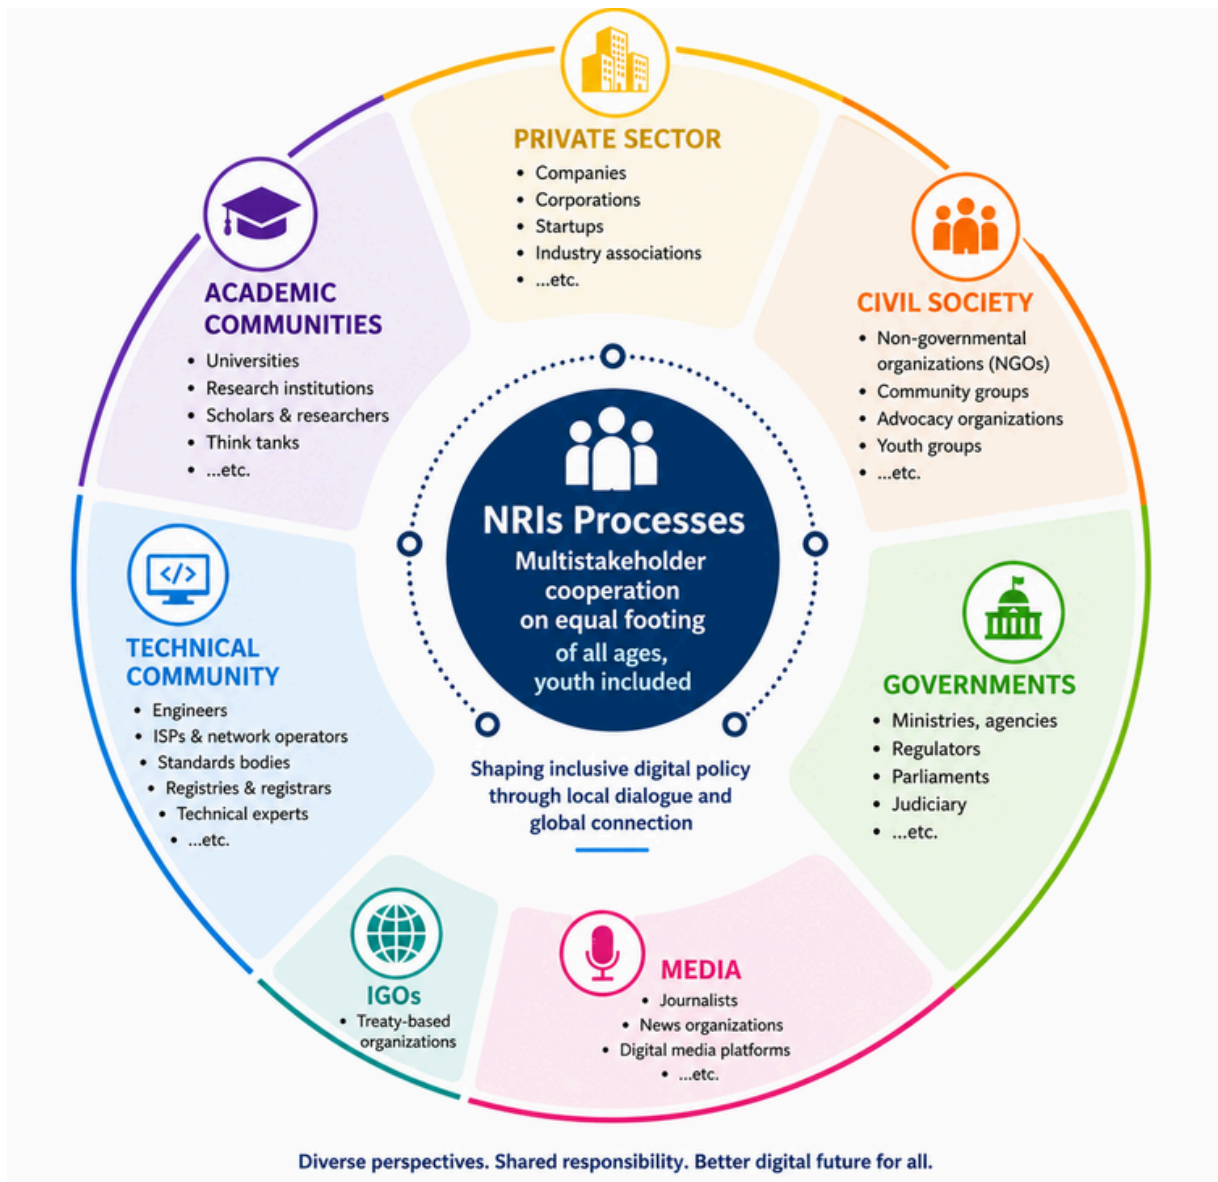 PRIVATE SECTOR
• Companies
• Corporations
• Startups
• Industry associations
• ...etc.
CIVIL SOCIETY
• Non-governmental
organizations (NGOs)
• Community groups
• Advocacy organizations
• Youth groups
• ...etc.
GOVERNMENTS
• Ministries, agencies
• Regulators
• Parliaments
• Judiciary
• ...etc.
MEDIA
• Journalists
• News organizations
• Digital media platforms
• ...etc.
IGOs
• Treaty-based
organizations
TECHNICAL
COMMUNITY
• Engineers
• ISPs & network operators
• Standards bodies
• Registries & registrars
• Technical experts
• ...etc.
</>
ACADEMIC
COMMUNITIES
• Universities
• Research institutions
• Scholars & researchers
• Think tanks
• ...etc.
NRIs Processes
Multistakeholder
cooperation
on equal footing
of all ages,
youth included
Shaping inclusive digital policy
through local dialogue and
global connection
Diverse perspectives. Shared responsibility. Better digital future for all.